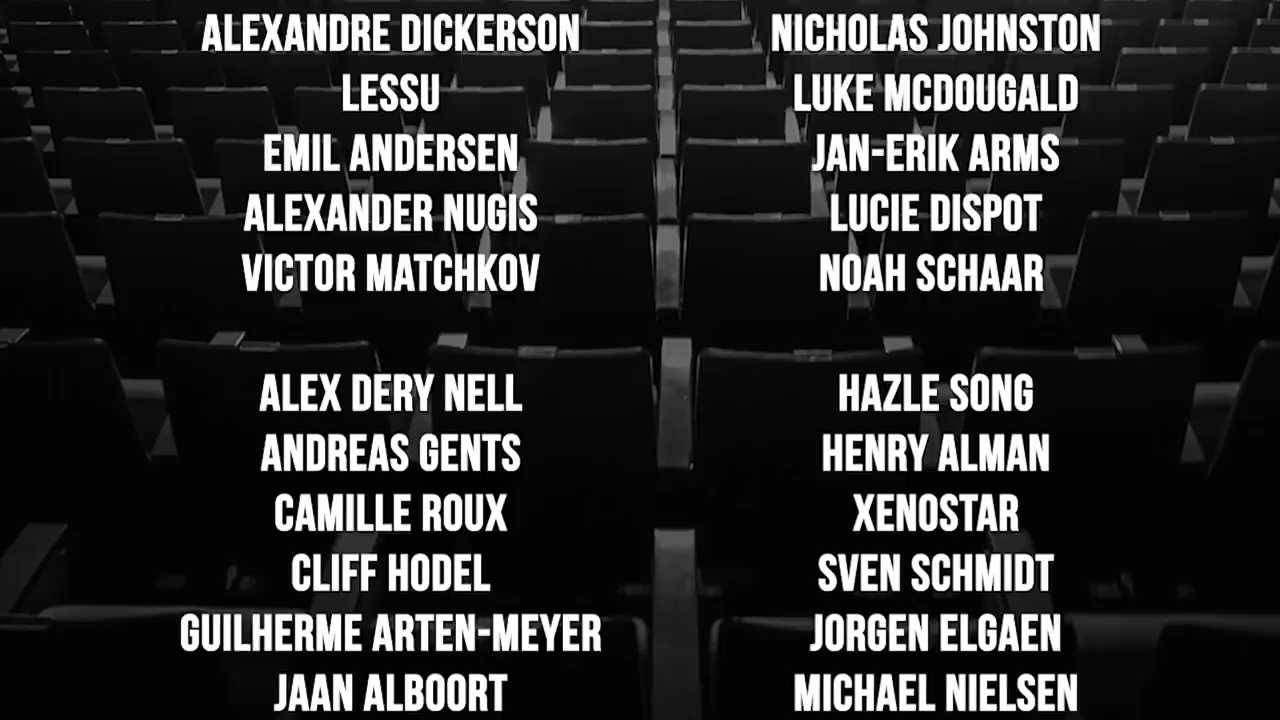 ALEXANDRE DICKERSON
LESSU
EMIL ANDERSEN
ALEXANDER NUGIS
VICTOR MATCHKOV
ALEX DERY NELL
ANDREAS GENTS
CAMILLE ROUX
CLIFF HODEL
GUILHERME ARTEN-MEYER
JAAN ALBOORT
NICHOLAS JOHNSTON
LUKE MCDOUGALD
JAN-ERIK ARMS
LUCIE DISPOT
NOAH SCHAAR
HAZLE SONG
HENRY ALMAN
XENOSTAR
SVEN SCHMIDT
JORGEN ELGAEN
MICHAEL NIELSEN